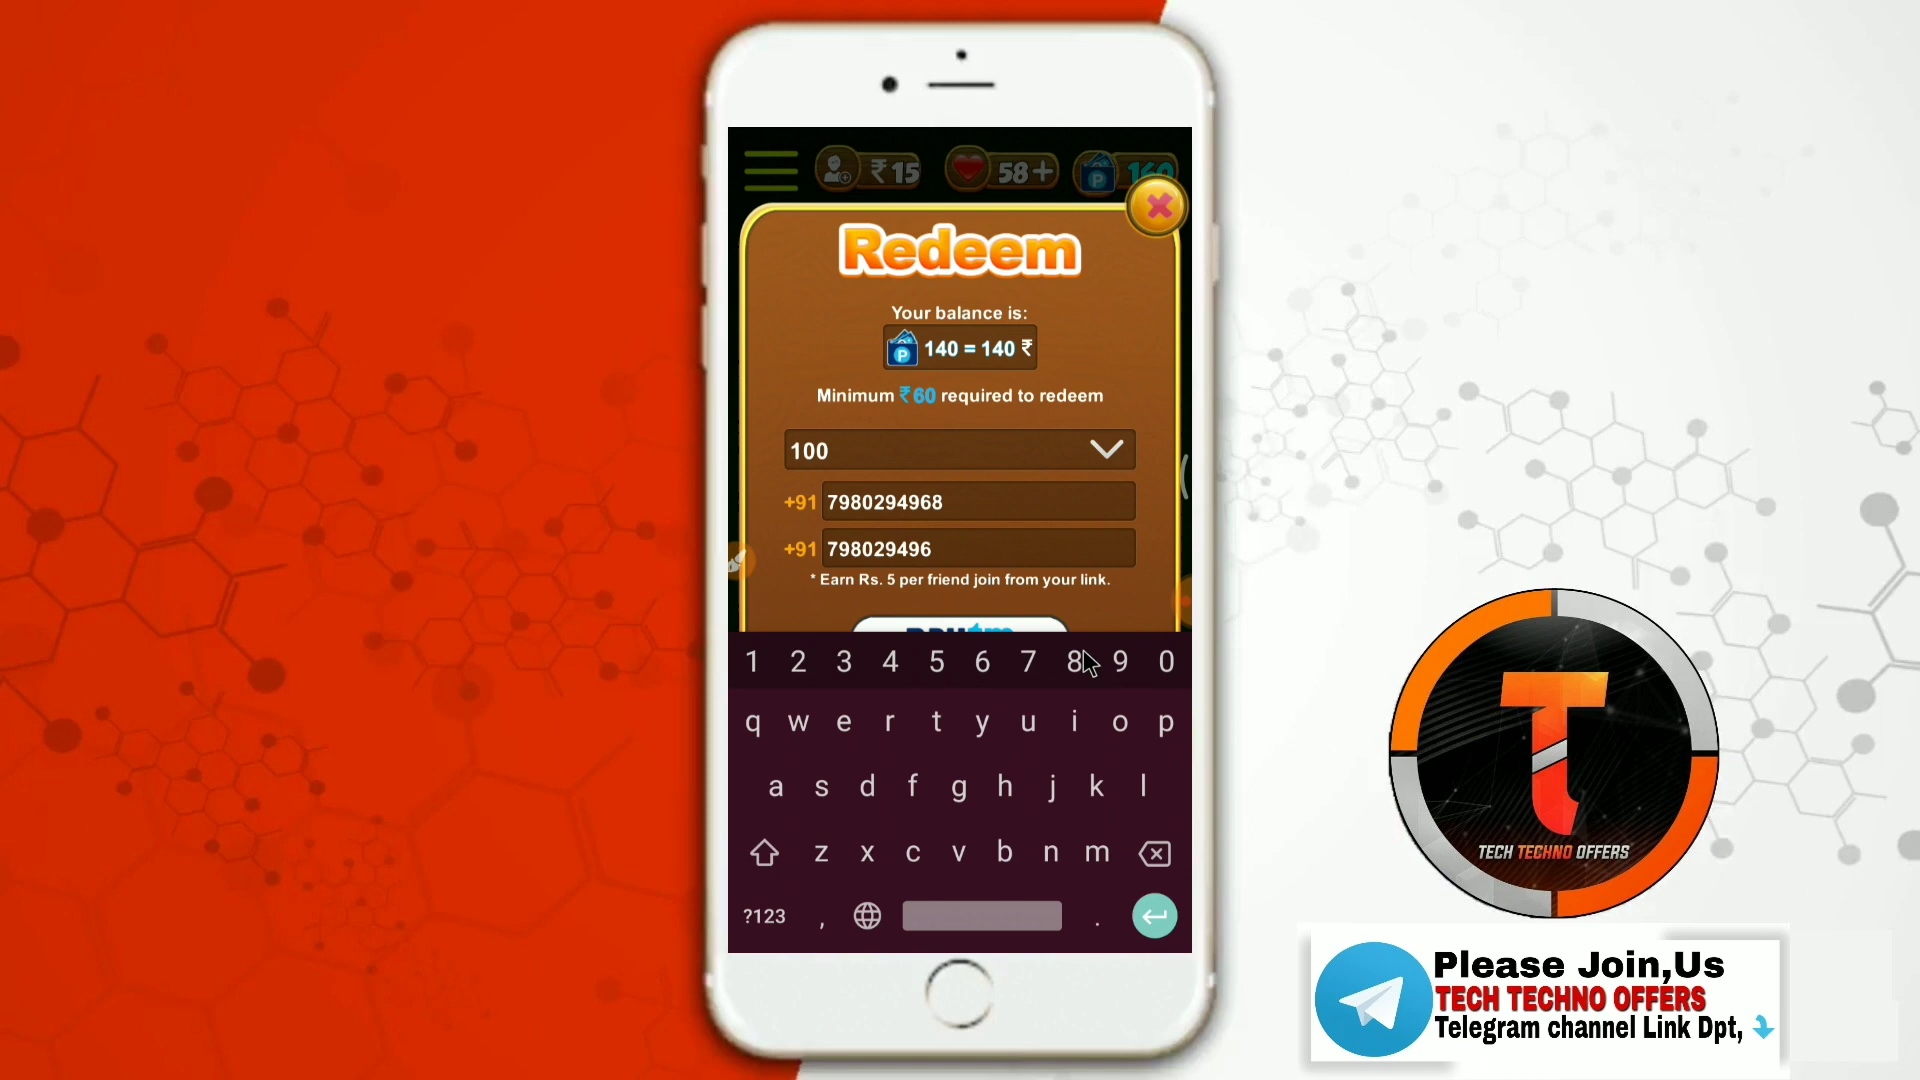 ₹15 58+ 160
Redeem
Your balance is:
P 140 = 140 ₹
Minimum ₹60 required to redeem
100
+91 7980294968
+91 798029496
* Earn Rs. 5 per friend join from your link.
1 2 3 4 5 6 7 8 9 0
q w e r t y u i o p
a s d f g h j k l
z x c v b n m
?123 , .
T
TECH TECHNO OFFERS
Please Join,Us
TECH TECHNO OFFERS
Telegram channel Link Dpt,